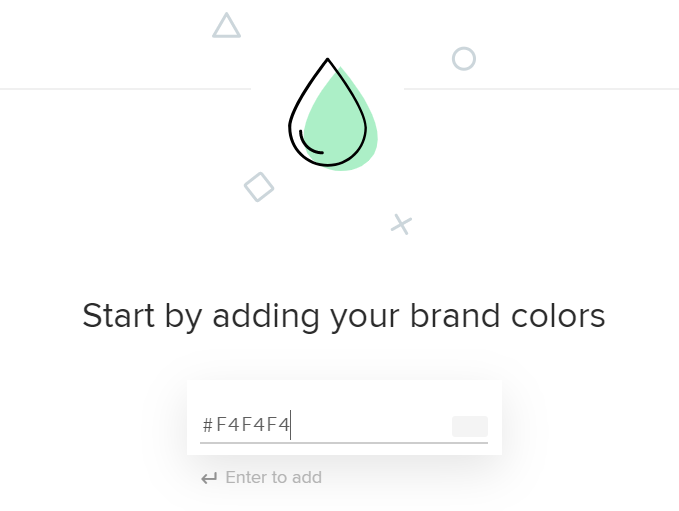 Start by adding your brand colors
#F4F4F4
Enter to add